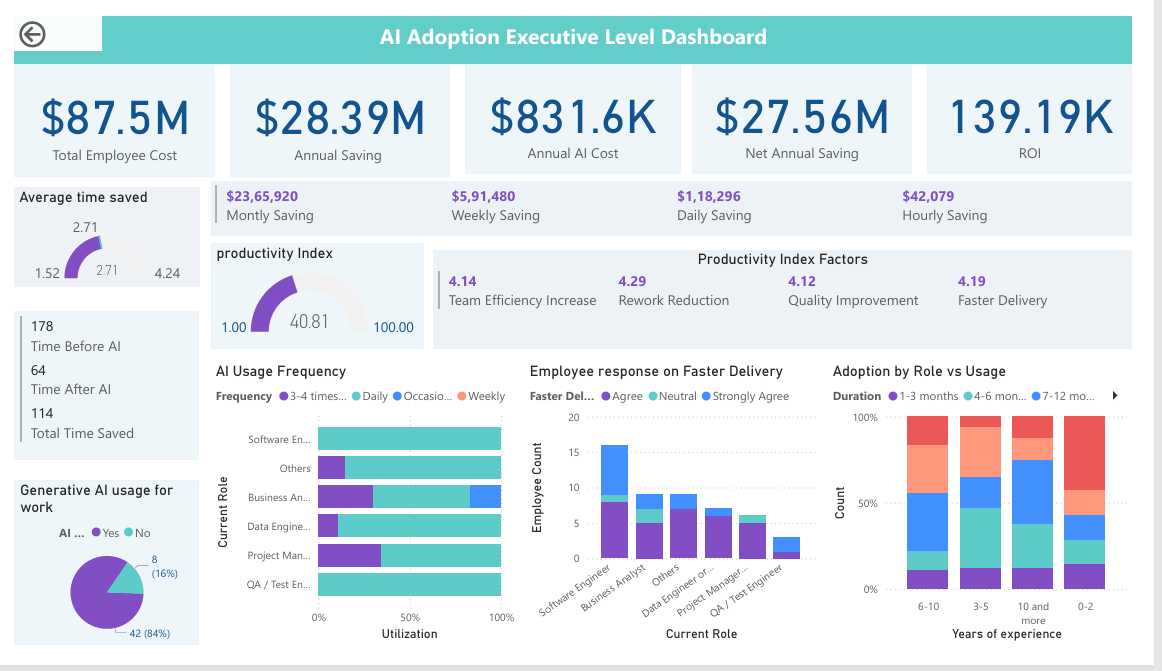 AI Adoption Executive Level Dashboard
$87.5M
Total Employee Cost
$28.39M
Annual Saving
$831.6K
Annual AI Cost
$27.56M
Net Annual Saving
139.19K
ROI
Average time saved
2.71
1.52
2.71
4.24
$23,65,920
Montly Saving
$5,91,480
Weekly Saving
$1,18,296
Daily Saving
$42,079
Hourly Saving
productivity Index
1.00
40.81
100.00
Productivity Index Factors
4.14
Team Efficiency Increase
4.29
Rework Reduction
4.12
Quality Improvement
4.19
Faster Delivery
178
Time Before AI
64
Time After AI
114
Total Time Saved
Generative AI usage for
work
AI ... Yes No
8
(16%)
42 (84%)
AI Usage Frequency
Frequency 3-4 times... Daily Occasio... Weekly
Current Role
Software En...
Others
Business An...
Data Engine...
Project Man...
QA / Test En...
0% 50% 100%
Utilization
Employee response on Faster Delivery
Faster Del... Agree Neutral Strongly Agree
Employee Count
20
15
10
5
0
Software Engineer
Business Analyst
Others
Data Engineer or...
Project Manager...
QA / Test Engineer
Current Role
Adoption by Role vs Usage
Duration 1-3 months 4-6 mon... 7-12 mo...
Count
100%
50%
0%
6-10 3-5 10 and 0-2
more
Years of experience